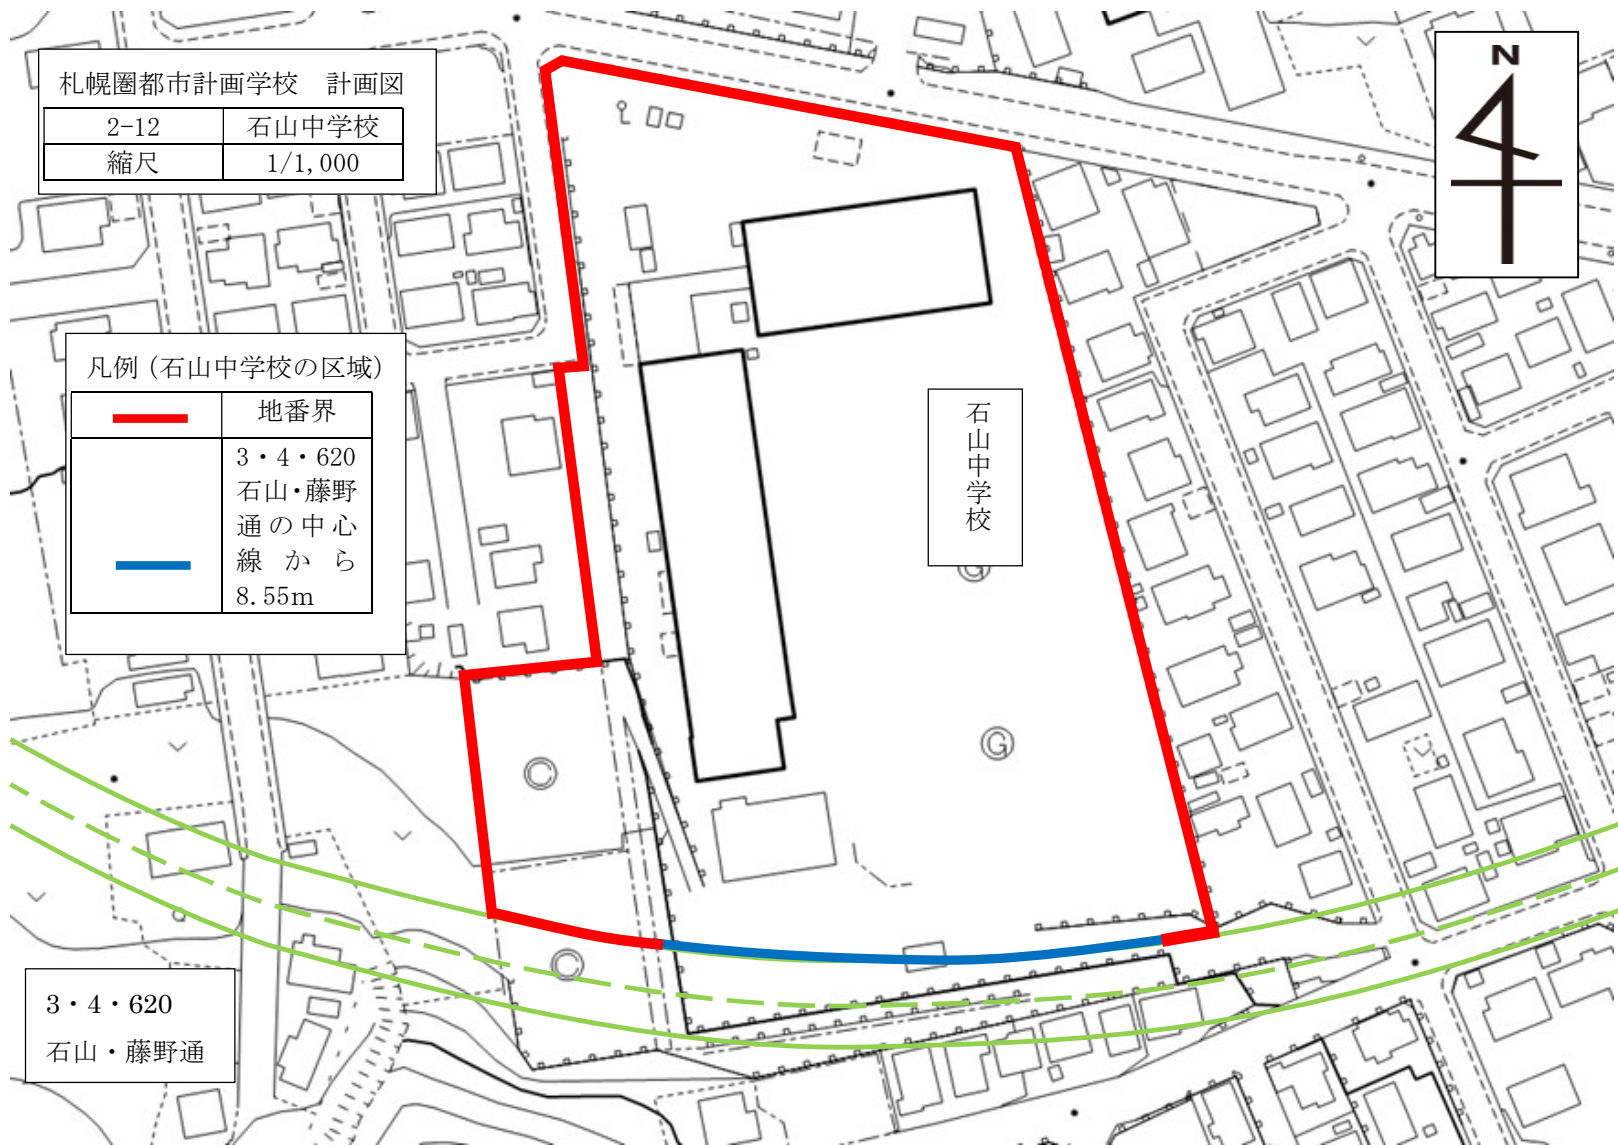 札幌圏都市計画学校　計画図
2-12 石山中学校
縮尺 1/1,000
N
凡例（石山中学校の区域）
地番界
3・4・620
石山・藤野
通の中心
線から
8.55m
石山中学校
G
G
C
C
3・4・620
石山・藤野通